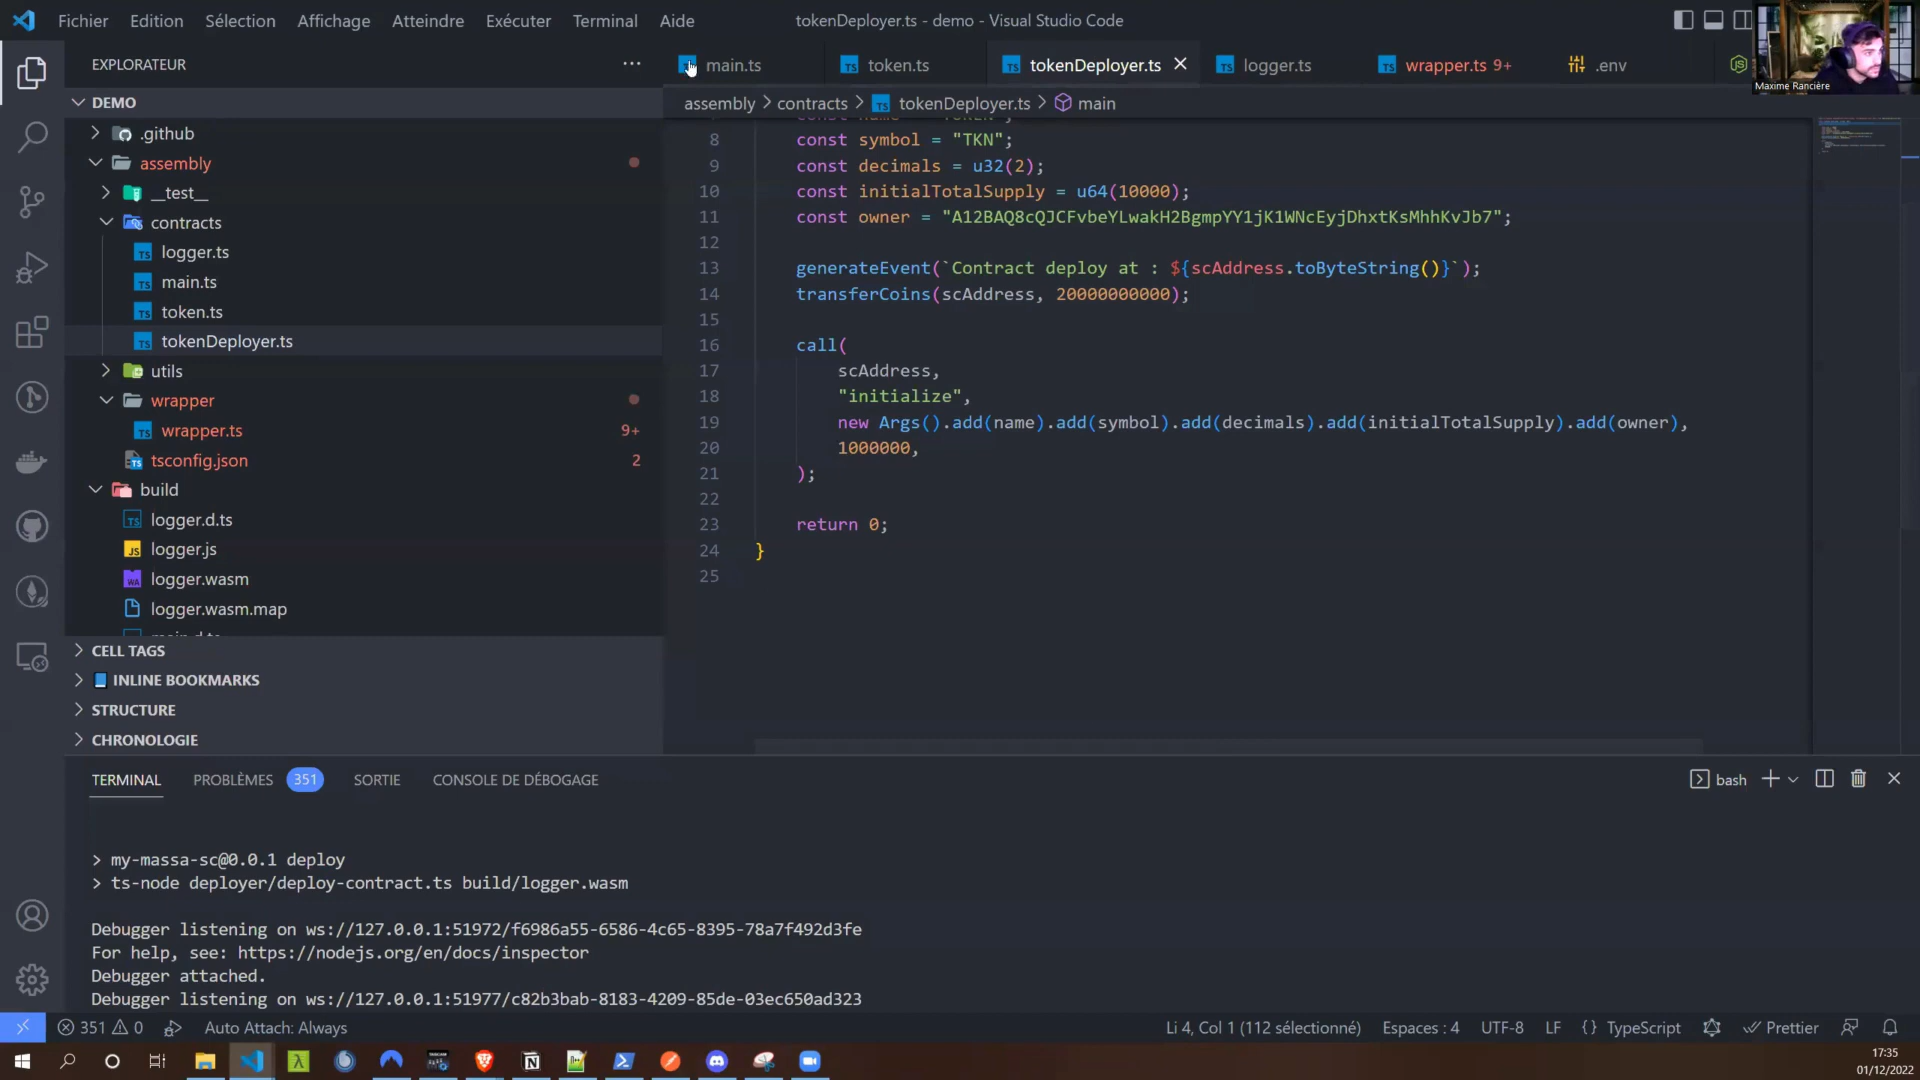 Fichier Edition Sélection Affichage Atteindre Exécuter Terminal Aide tokenDeployer.ts - demo - Visual Studio Code
Maxime Rancière
EXPLORATEUR
main.ts token.ts tokenDeployer.ts logger.ts wrapper.ts 9+ .env
DEMO
assembly contracts tokenDeployer.ts main
.github
assembly
__test__
contracts
logger.ts
main.ts
token.ts
tokenDeployer.ts
utils
wrapper
wrapper.ts 9+
tsconfig.json 2
build
logger.d.ts
logger.js
logger.wasm
logger.wasm.map
CELL TAGS
INLINE BOOKMARKS
STRUCTURE
CHRONOLOGIE
8 const symbol = "TKN";
9 const decimals = u32(2);
10 const initialTotalSupply = u64(10000);
11 const owner = "A12BAQ8cQJCFvbeYLwakH2BgmpYY1jK1WNcEyjDhxtKsMhhKvJb7";
12
13 generateEvent(`Contract deploy at : ${scAddress.toByteString()}`);
14 transferCoins(scAddress, 20000000000);
15
16 call(
17 scAddress,
18 "initialize",
19 new Args().add(name).add(symbol).add(decimals).add(initialTotalSupply).add(owner),
20 1000000,
21 );
22
23 return 0;
24 }
25
TERMINAL PROBLÈMES 351 SORTIE CONSOLE DE DÉBOGAGE bash
> my-massa-sc@0.0.1 deploy
> ts-node deployer/deploy-contract.ts build/logger.wasm
Debugger listening on ws://127.0.0.1:51972/f6986a55-6586-4c65-8395-78a7f492d3fe
For help, see: https://nodejs.org/en/docs/inspector
Debugger attached.
Debugger listening on ws://127.0.0.1:51977/c82b3bab-8183-4209-85de-03ec650ad323
351 0 Auto Attach: Always Li 4, Col 1 (112 sélectionné) Espaces : 4 UTF-8 LF {} TypeScript Prettier
17:35
01/12/2022